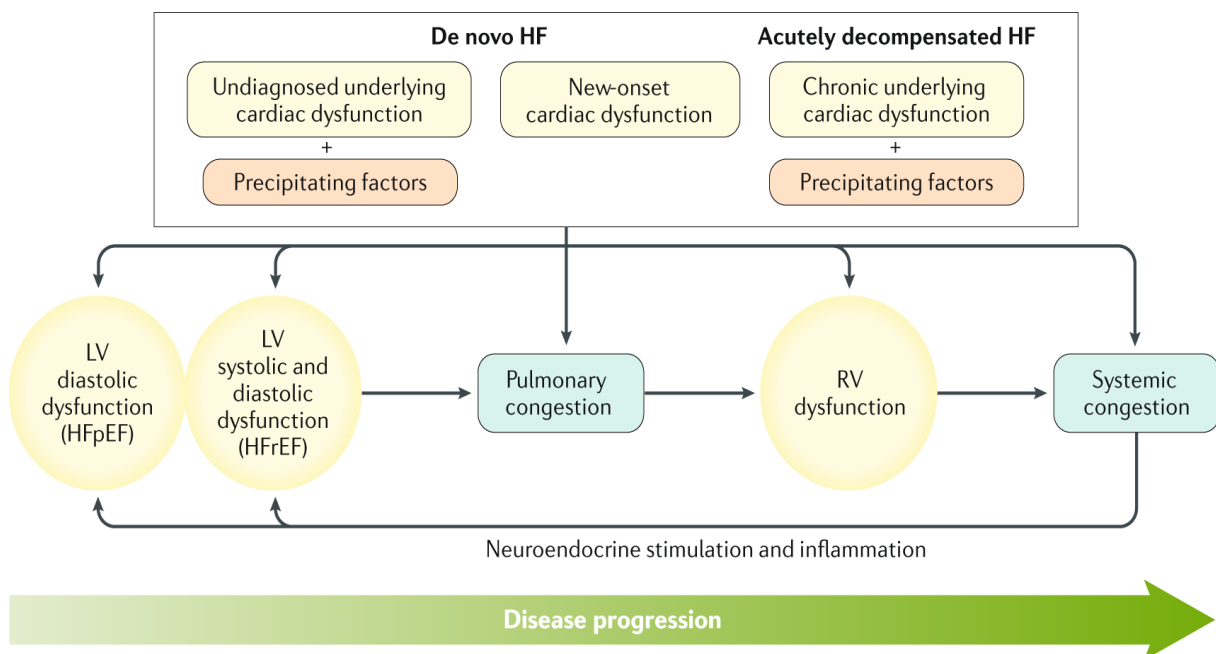 De novo HF
Acutely decompensated HF
Undiagnosed underlying
cardiac dysfunction
+
Precipitating factors
New-onset
cardiac dysfunction
Chronic underlying
cardiac dysfunction
+
Precipitating factors
LV
diastolic
dysfunction
(HFpEF)
LV
systolic and
diastolic
dysfunction
(HFrEF)
Pulmonary
congestion
RV
dysfunction
Systemic
congestion
Neuroendocrine stimulation and inflammation
Disease progression